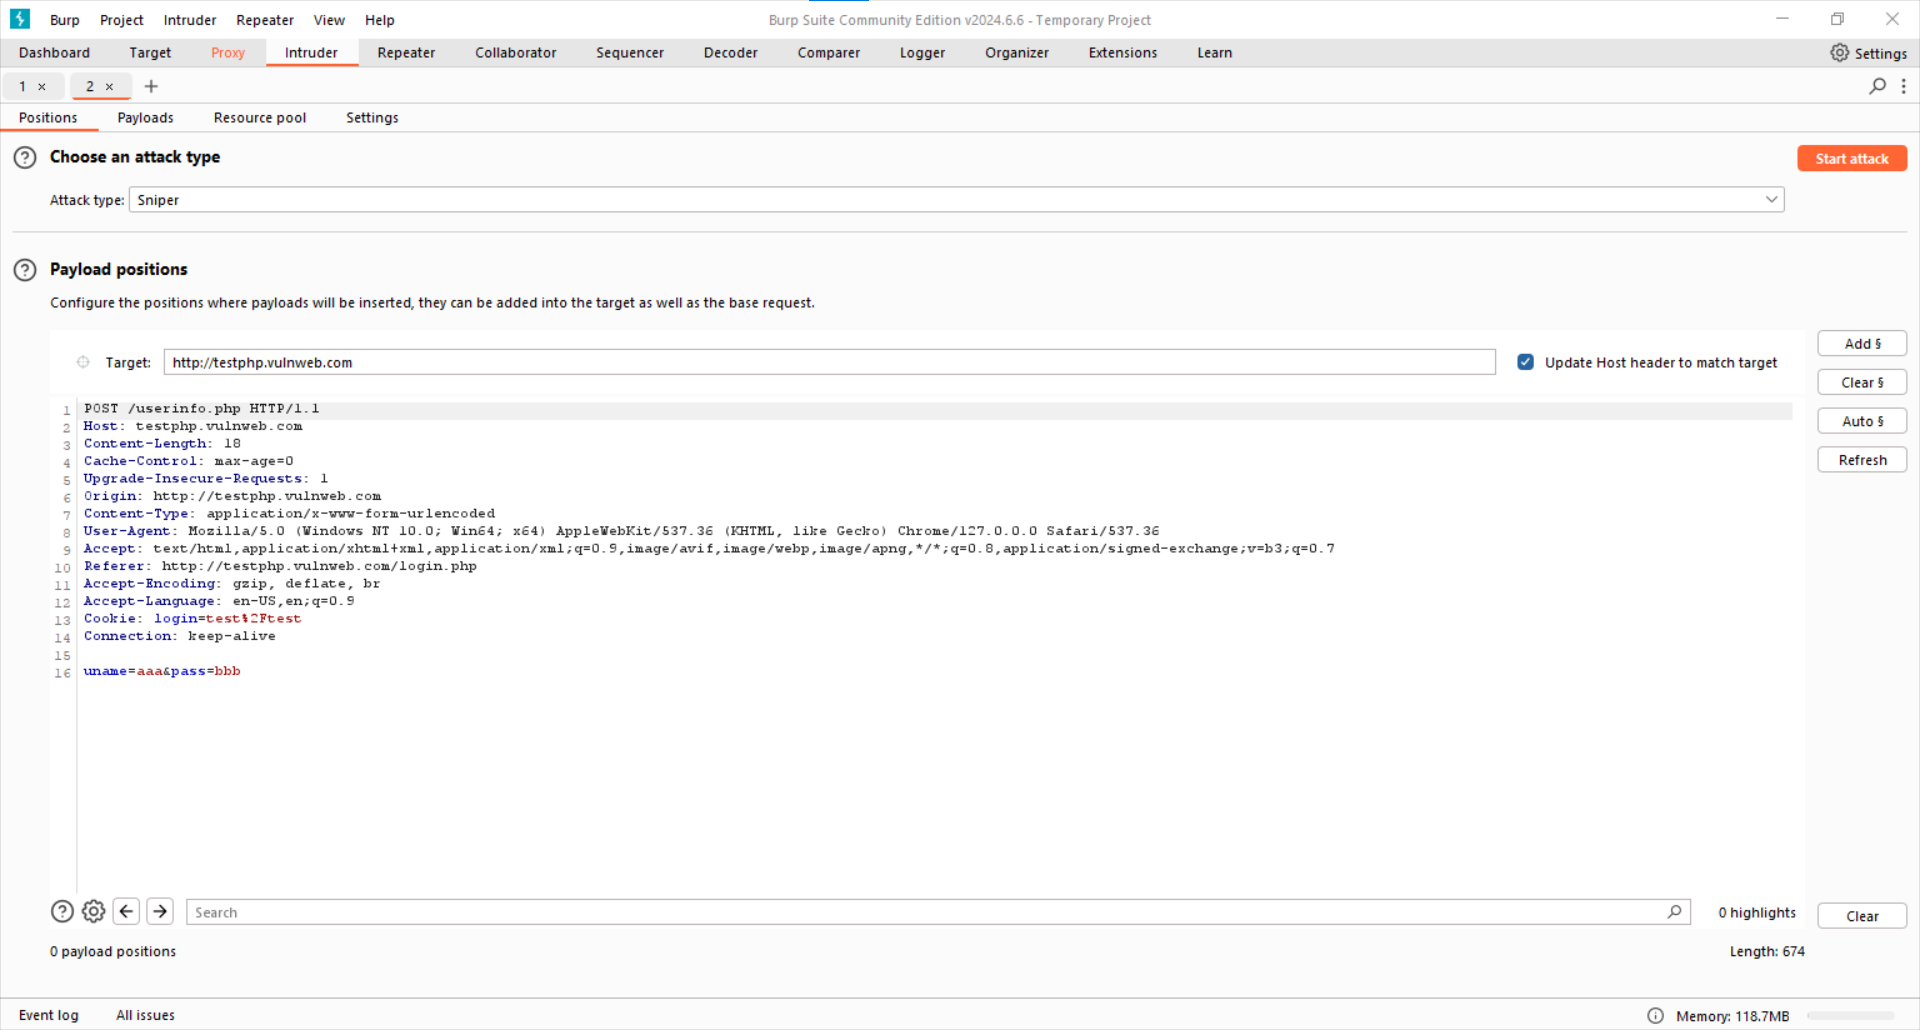 Burp Project Intruder Repeater View Help Burp Suite Community Edition v2024.6.6 - Temporary Project
Dashboard Target Proxy Intruder Repeater Collaborator Sequencer Decoder Comparer Logger Organizer Extensions Learn Settings
1 × 2 × +
Positions Payloads Resource pool Settings
? Choose an attack type Start attack
Attack type: Sniper
? Payload positions
Configure the positions where payloads will be inserted, they can be added into the target as well as the base request.
Target: http://testphp.vulnweb.com Update Host header to match target
Add §
Clear §
Auto §
Refresh
1 POST /userinfo.php HTTP/1.1
2 Host: testphp.vulnweb.com
3 Content-Length: 18
4 Cache-Control: max-age=0
5 Upgrade-Insecure-Requests: 1
6 Origin: http://testphp.vulnweb.com
7 Content-Type: application/x-www-form-urlencoded
8 User-Agent: Mozilla/5.0 (Windows NT 10.0; Win64; x64) AppleWebKit/537.36 (KHTML, like Gecko) Chrome/127.0.0.0 Safari/537.36
9 Accept: text/html,application/xhtml+xml,application/xml;q=0.9,image/avif,image/webp,image/apng,*/*;q=0.8,application/signed-exchange;v=b3;q=0.7
10 Referer: http://testphp.vulnweb.com/login.php
11 Accept-Encoding: gzip, deflate, br
12 Accept-Language: en-US,en;q=0.9
13 Cookie: login=test%2Ftest
14 Connection: keep-alive
15
16 uname=aaa&pass=bbb
? Search 0 highlights Clear
0 payload positions Length: 674
Event log All issues Memory: 118.7MB